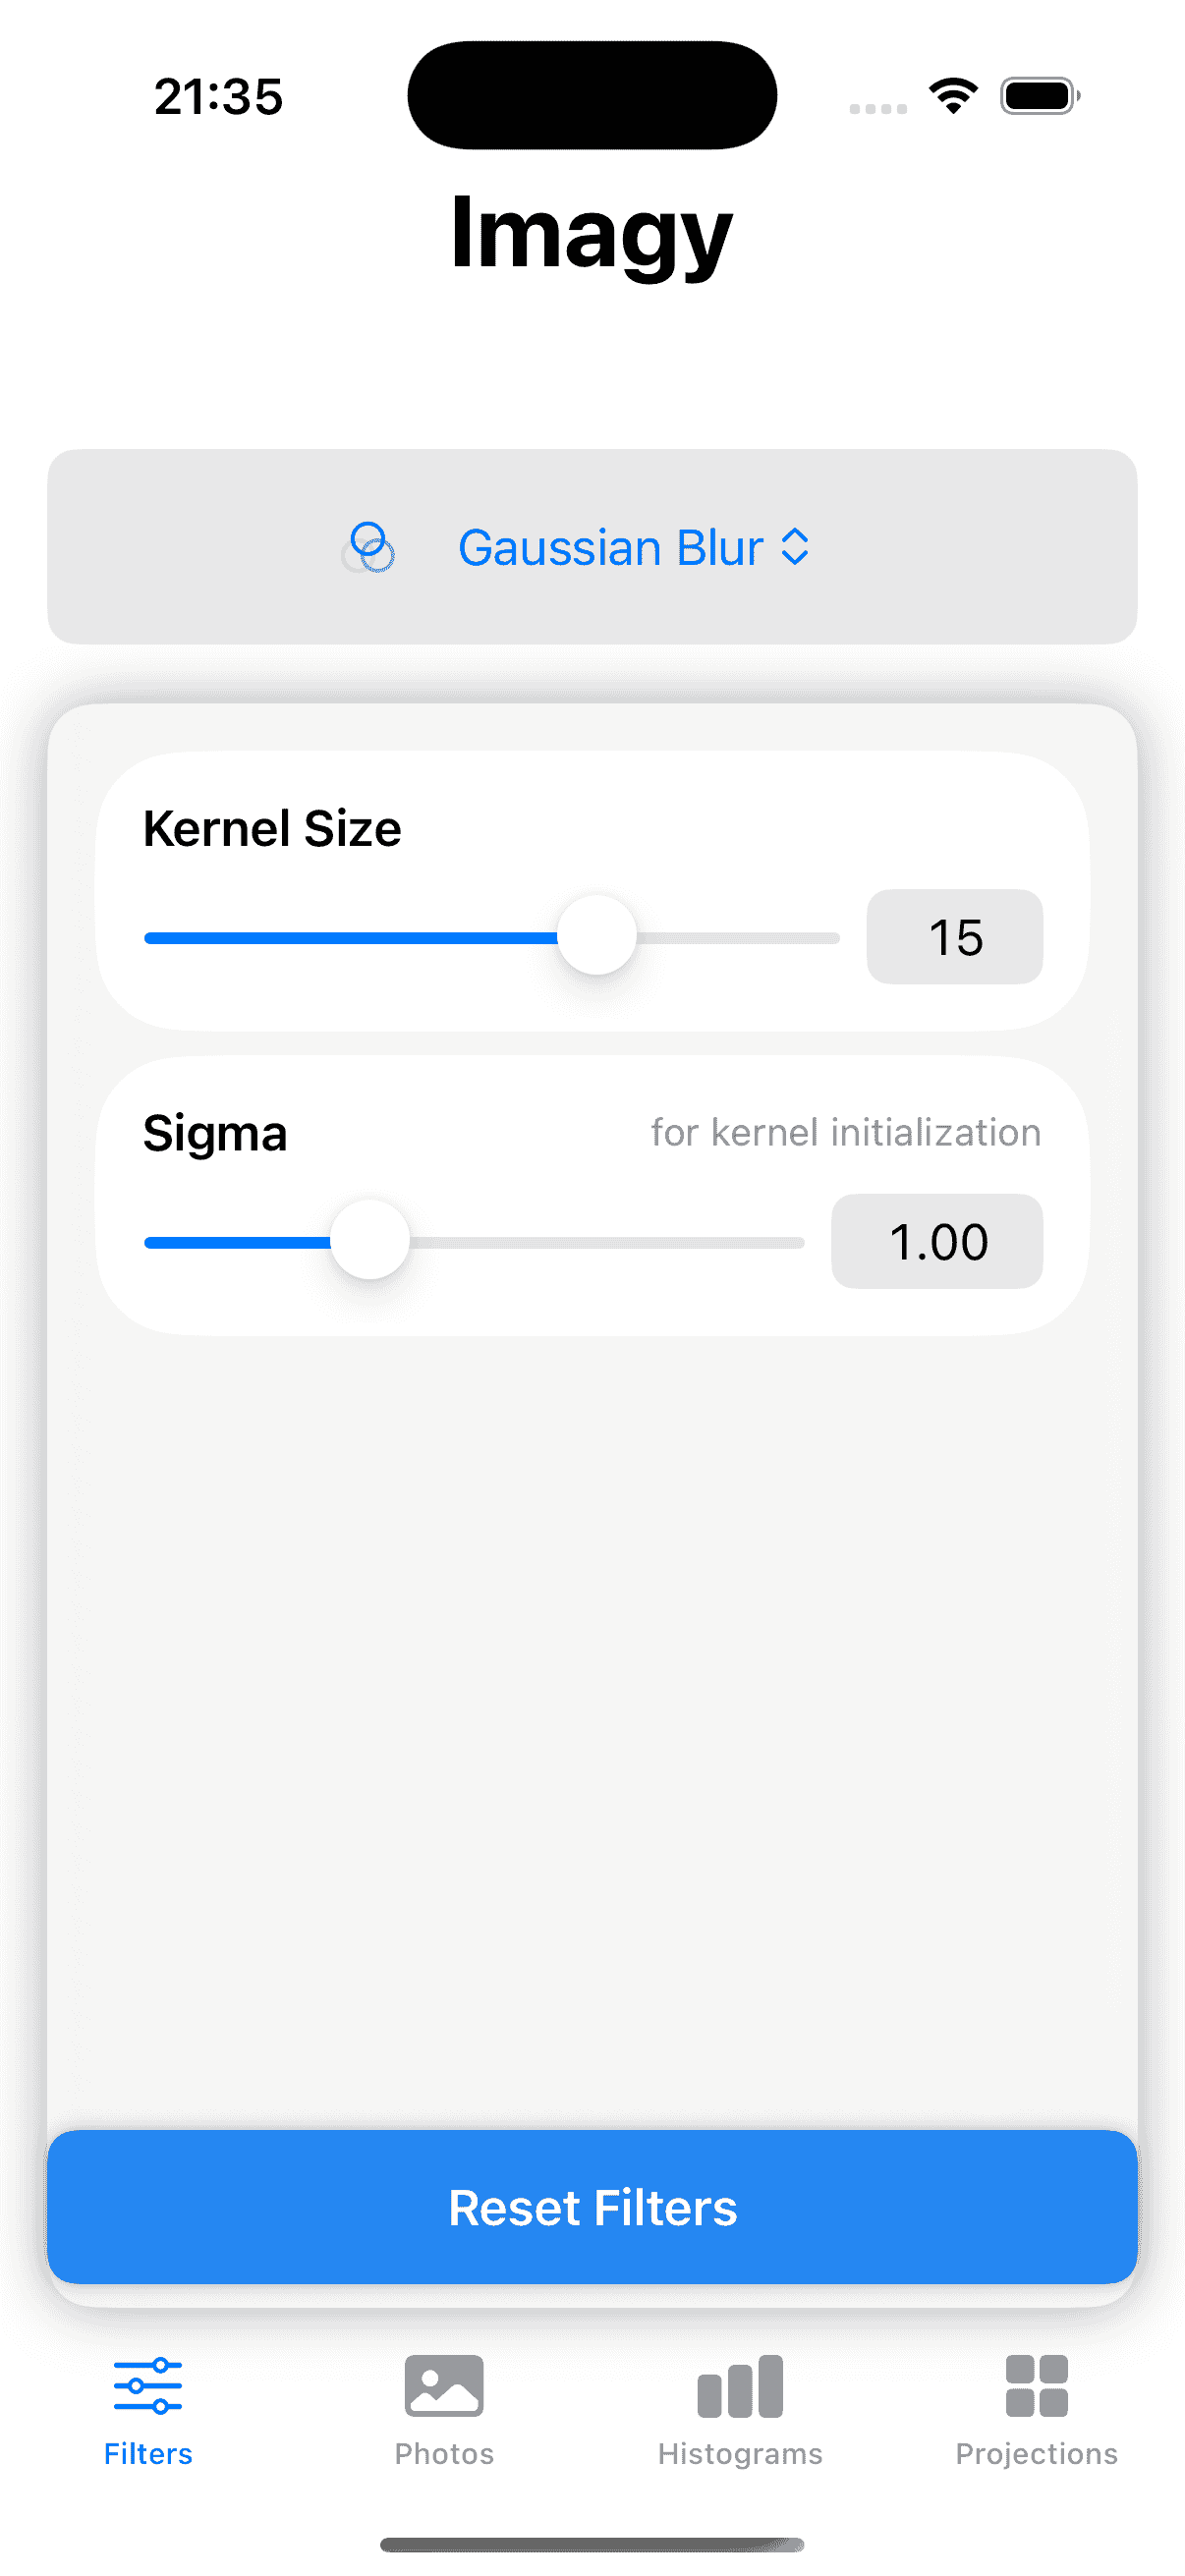 21:35
Imagy
Gaussian Blur
Kernel Size
15
Sigma for kernel initialization
1.00
Reset Filters
Filters Photos Histograms Projections